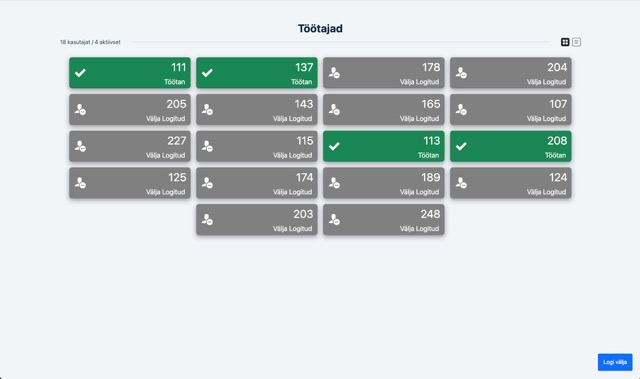 Töötajad
18 kasutajat / 4 aktiivset
111
Töötan
137
Töötan
178
Välja Logitud
204
Välja Logitud
205
Välja Logitud
143
Välja Logitud
165
Välja Logitud
107
Välja Logitud
227
Välja Logitud
115
Välja Logitud
113
Töötan
208
Töötan
125
Välja Logitud
174
Välja Logitud
189
Välja Logitud
124
Välja Logitud
203
Välja Logitud
248
Välja Logitud
Logi välja